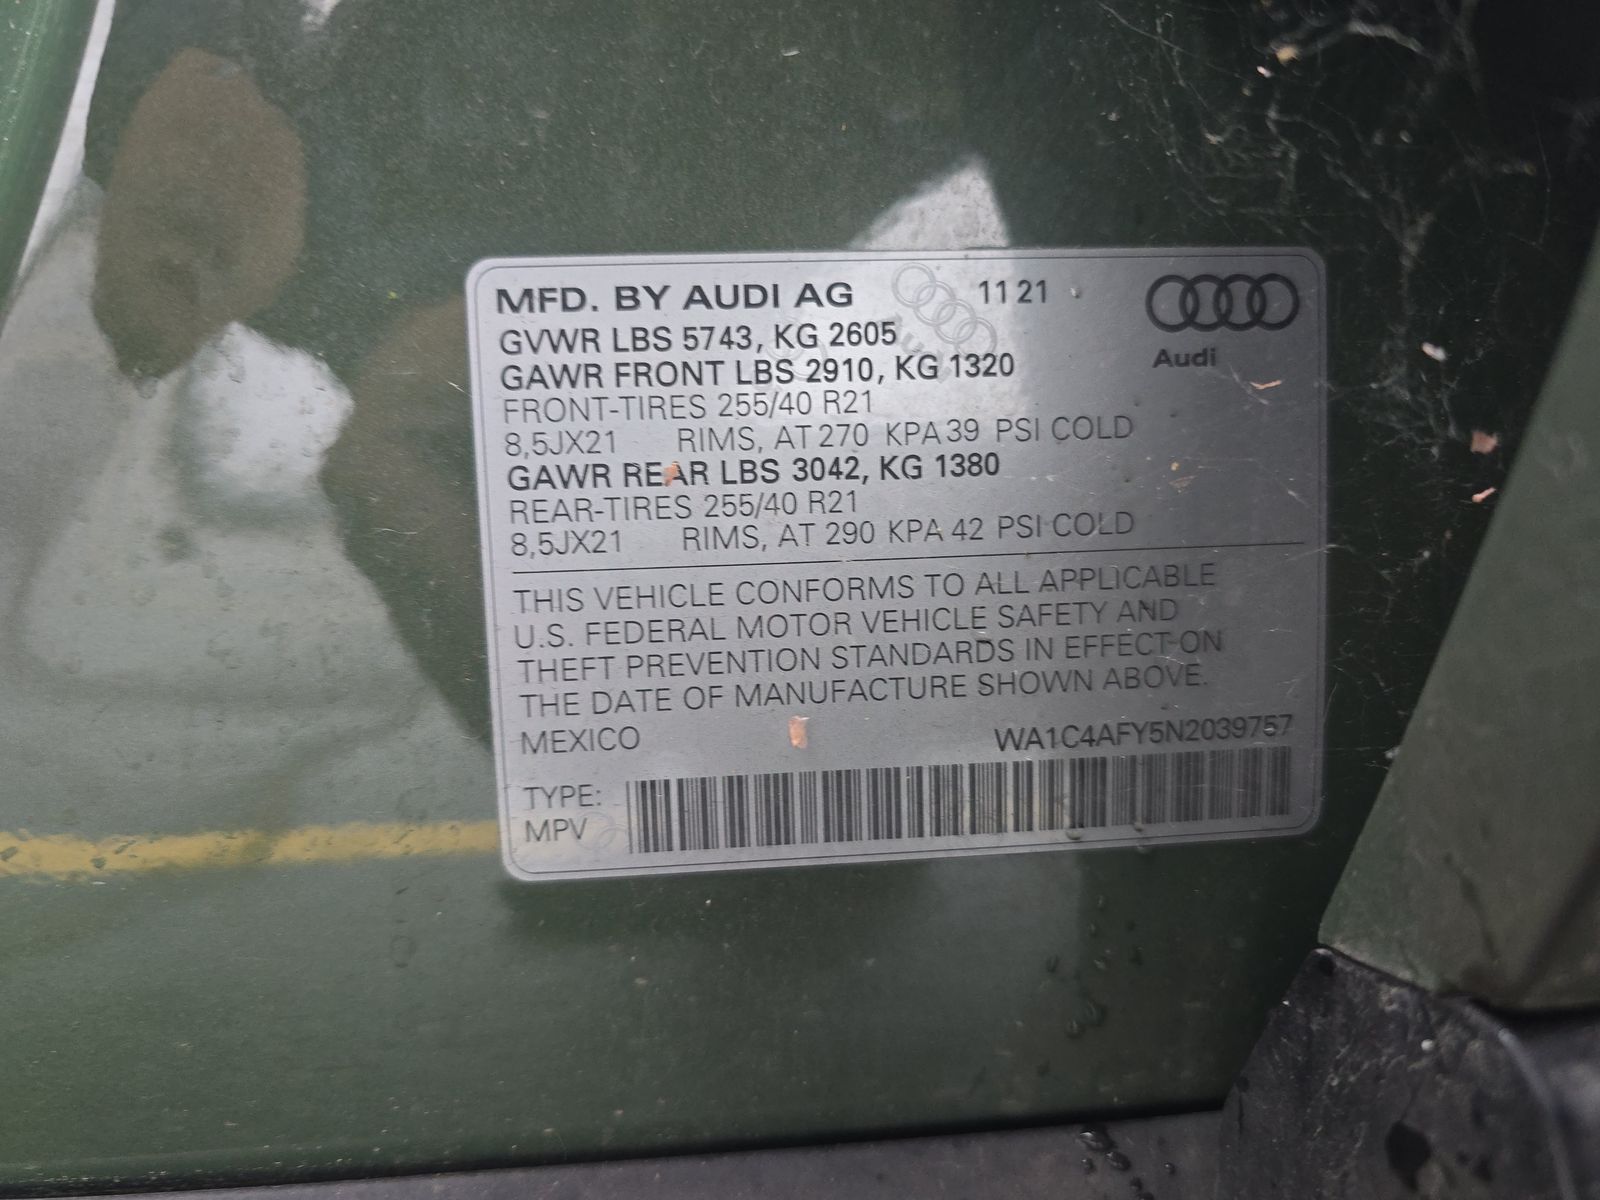 MFD. BY AUDI AG 11 21
Audi
GVWR LBS 5743, KG 2605
GAWR FRONT LBS 2910, KG 1320
FRONT-TIRES 255/40 R21
8,5JX21 RIMS, AT 270 KPA 39 PSI COLD
GAWR REAR LBS 3042, KG 1380
REAR-TIRES 255/40 R21
8,5JX21 RIMS, AT 290 KPA 42 PSI COLD
THIS VEHICLE CONFORMS TO ALL APPLICABLE
U.S. FEDERAL MOTOR VEHICLE SAFETY AND
THEFT PREVENTION STANDARDS IN EFFECT ON
THE DATE OF MANUFACTURE SHOWN ABOVE.
MEXICO WA1C4AFY5N2039757
TYPE:
MPV